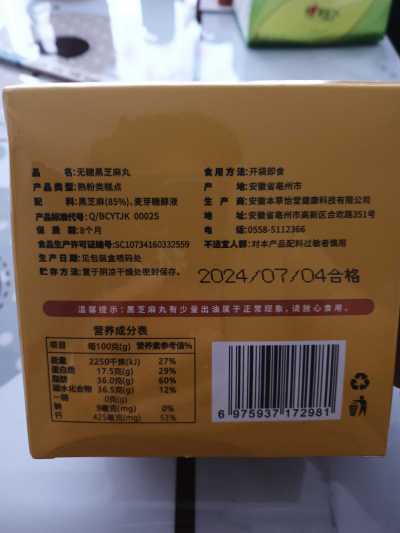 心相印
品 名：无糖黑芝麻丸
产品类型：熟粉类糕点
配 料：黑芝麻(85%)、麦芽糖醇液
产品标准代号：Q/BCYTJK 0002S
保 质 期：8个月
食品生产许可证编号：SC10734160332559
生产日期：见包装盒喷码处
贮存方法：置于阴凉干燥处密封保存。
食用方法：开袋即食
产 地：安徽省亳州市
生 产 商：安徽本草怡堂健康科技有限公司
地 址：安徽省亳州市高新区合欢路351号
电 话：0558-5112366
不适宜人群：对本产品配料过敏者慎用
2024/07/04合格
温馨提示：黑芝麻丸有少量出油属于正常现象，请放心食用。
营养成分表
项目 每100克(g) 营养素参考值%
能量 2250千焦(kJ) 27%
蛋白质 17.5克(g) 29%
脂肪 36.0克(g) 60%
碳水化合物 36.5克(g) 12%
一糖 0克(g)
钠 9毫克(mg) 0%
钙 425毫克(mg) 53%
6 975937 172981